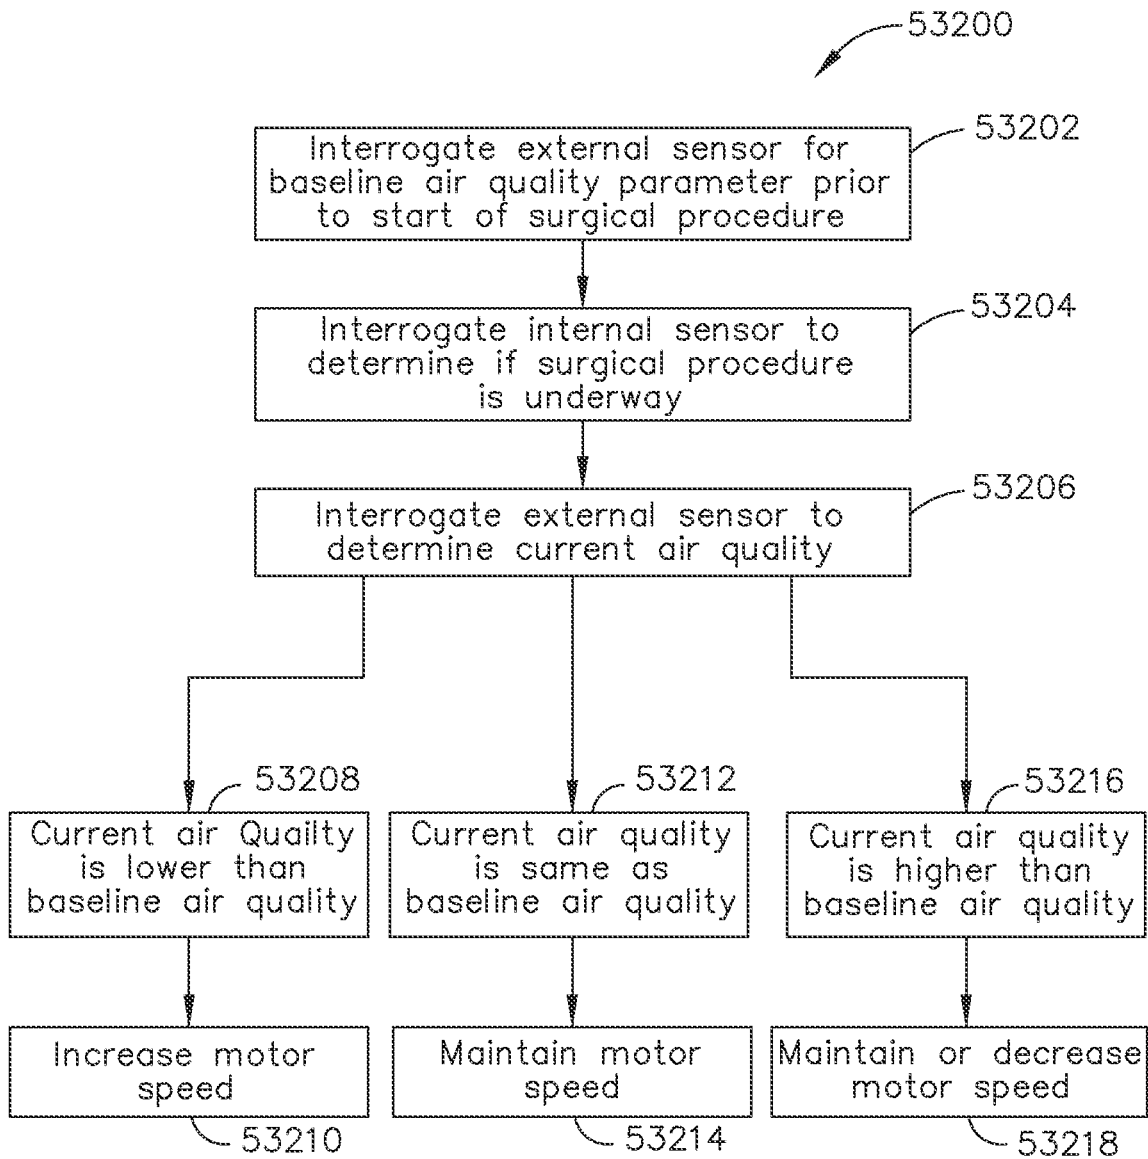 53200
53202
Interrogate external sensor for
baseline air quality parameter prior
to start of surgical procedure
53204
Interrogate internal sensor to
determine if surgical procedure
is underway
53206
Interrogate external sensor to
determine current air quality
53208
Current air Quailty
is lower than
baseline air quality
53212
Current air quality
is same as
baseline air quality
53216
Current air quality
is higher than
baseline air quality
Increase motor
speed
53210
Maintain motor
speed
53214
Maintain or decrease
motor speed
53218